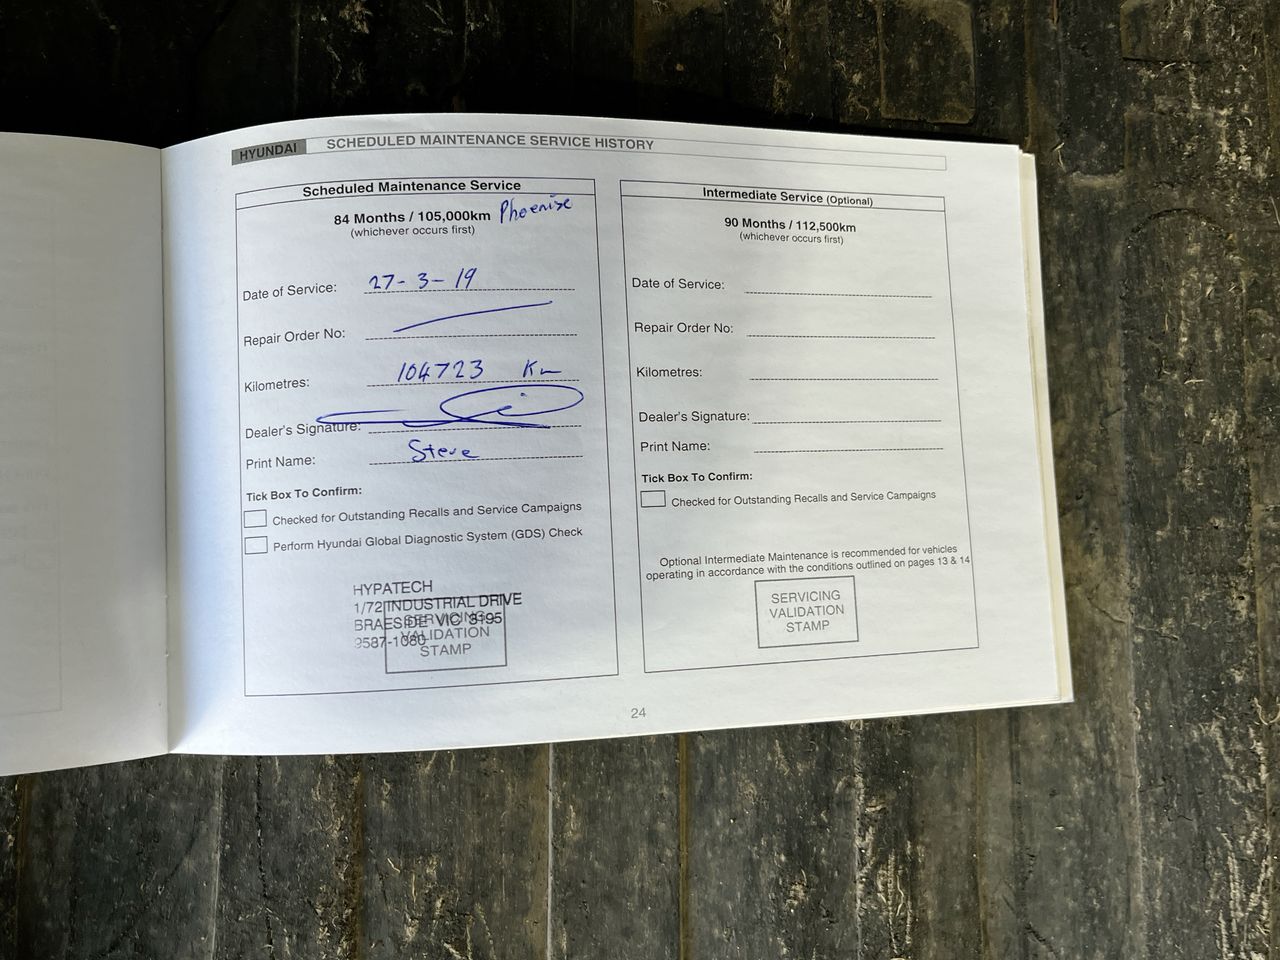 HYUNDAI SCHEDULED MAINTENANCE SERVICE HISTORY
Scheduled Maintenance Service
84 Months / 105,000km Phoenise
(whichever occurs first)
Date of Service: 27-3-19
Repair Order No:
Kilometres: 104723 Km
Dealer's Signature:
Print Name: Steve
Tick Box To Confirm:
Checked for Outstanding Recalls and Service Campaigns
Perform Hyundai Global Diagnostic System (GDS) Check
HYPATECH
1/72 INDUSTRIAL DRIVE
BRAESIDE VIC 3195
9587-1080
SERVICING
VALIDATION
STAMP
Intermediate Service (Optional)
90 Months / 112,500km
(whichever occurs first)
Date of Service:
Repair Order No:
Kilometres:
Dealer's Signature:
Print Name:
Tick Box To Confirm:
Checked for Outstanding Recalls and Service Campaigns
Optional Intermediate Maintenance is recommended for vehicles
operating in accordance with the conditions outlined on pages 13 & 14
SERVICING
VALIDATION
STAMP
24